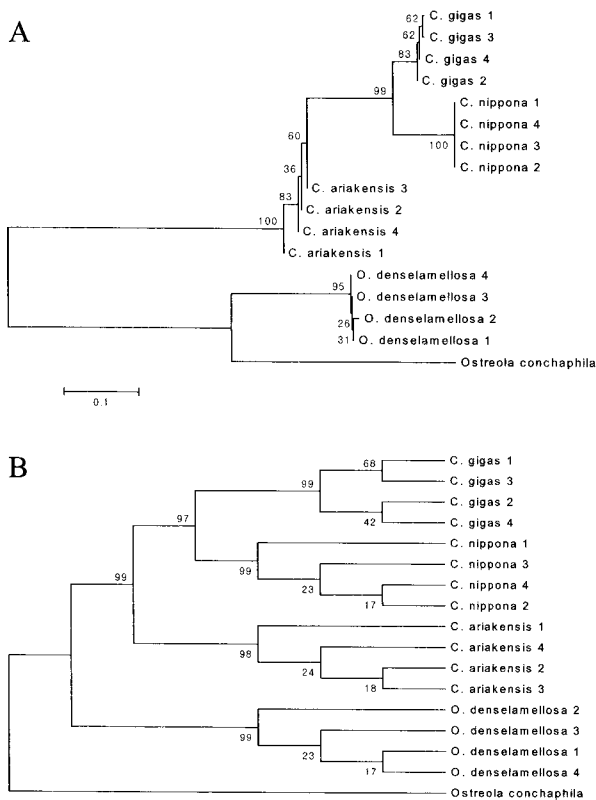 A
62 C. gigas 1
62 C. gigas 3
83 C. gigas 4
C. gigas 2
99
C. nippona 1
C. nippona 4
100 C. nippona 3
C. nippona 2
60
36
C. ariakensis 3
83 C. ariakensis 2
100 C. ariakensis 4
C. ariakensis 1
O. denselamellosa 4
95 O. denselamellosa 3
26 O. denselamellosa 2
31 O. denselamellosa 1
Ostreola conchaphila
0.1
B
68 C. gigas 1
99 C. gigas 3
C. gigas 2
42 C. gigas 4
97
C. nippona 1
99 C. nippona 3
23 C. nippona 4
17 C. nippona 2
99
C. ariakensis 1
98 C. ariakensis 4
24 C. ariakensis 2
18 C. ariakensis 3
O. denselamellosa 2
99 O. denselamellosa 3
23 O. denselamellosa 1
17 O. denselamellosa 4
Ostreola conchaphila